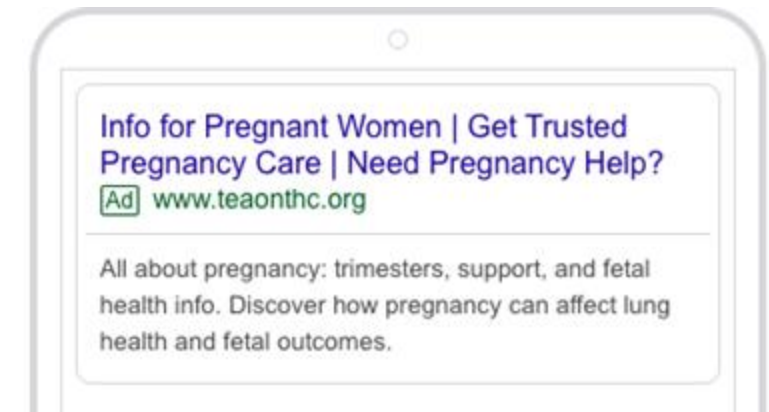 Info for Pregnant Women | Get Trusted
Pregnancy Care | Need Pregnancy Help?
Ad www.teaonthc.org
All about pregnancy: trimesters, support, and fetal
health info. Discover how pregnancy can affect lung
health and fetal outcomes.